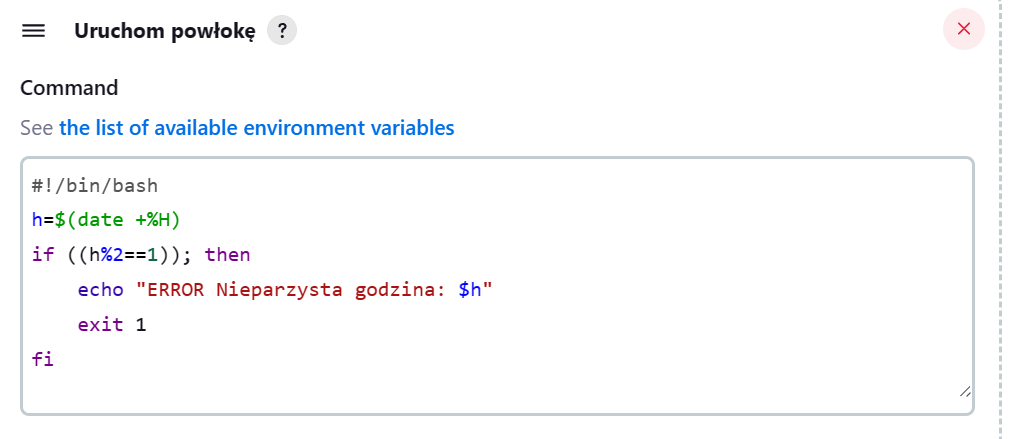 Uruchom powłokę ?
Command
See the list of available environment variables
#!/bin/bash
h=$(date +%H)
if ((h%2==1)); then
    echo "ERROR Nieparzysta godzina: $h"
    exit 1
fi